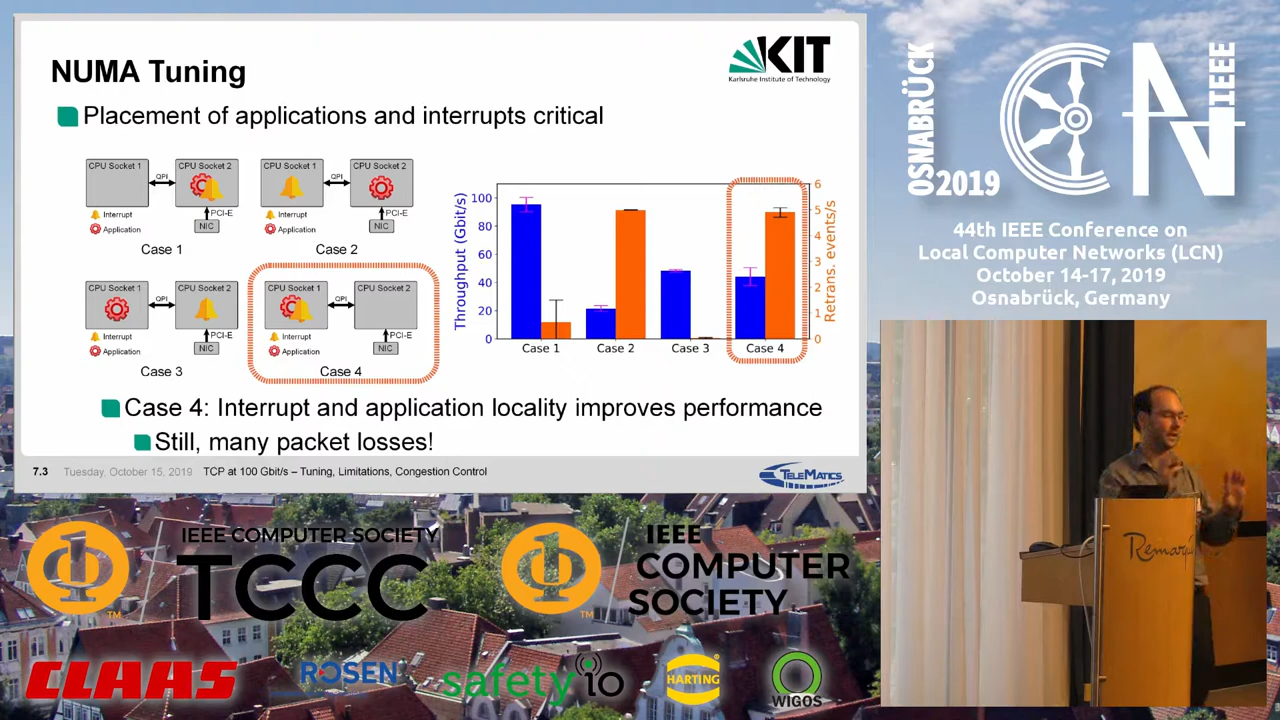 NUMA Tuning
KIT
Karlsruhe Institute of Technology
Placement of applications and interrupts critical
CPU Socket 1
QPI
CPU Socket 2
PCI-E
NIC
Interrupt
Application
Case 1
CPU Socket 1
QPI
CPU Socket 2
PCI-E
NIC
Interrupt
Application
Case 2
CPU Socket 1
QPI
CPU Socket 2
PCI-E
NIC
Interrupt
Application
Case 3
CPU Socket 1
QPI
CPU Socket 2
PCI-E
NIC
Interrupt
Application
Case 4
Throughput (Gbit/s)
100
80
60
40
20
0
Case 1 Case 2 Case 3 Case 4
6
5
4
3
2
1
0
Retrans. events/s
Case 4: Interrupt and application locality improves performance
Still, many packet losses!
7.3 Tuesday, October 15, 2019 TCP at 100 Gbit/s – Tuning, Limitations, Congestion Control
TELEMATICS
OSNABRÜCK
2019
LCN
IEEE
44th IEEE Conference on
Local Computer Networks (LCN)
October 14-17, 2019
Osnabrück, Germany
IEEE COMPUTER SOCIETY
TCCC
TM
IEEE
COMPUTER
SOCIETY
TM
CLAAS
ROSEN
safety io
HARTING
WIGOS